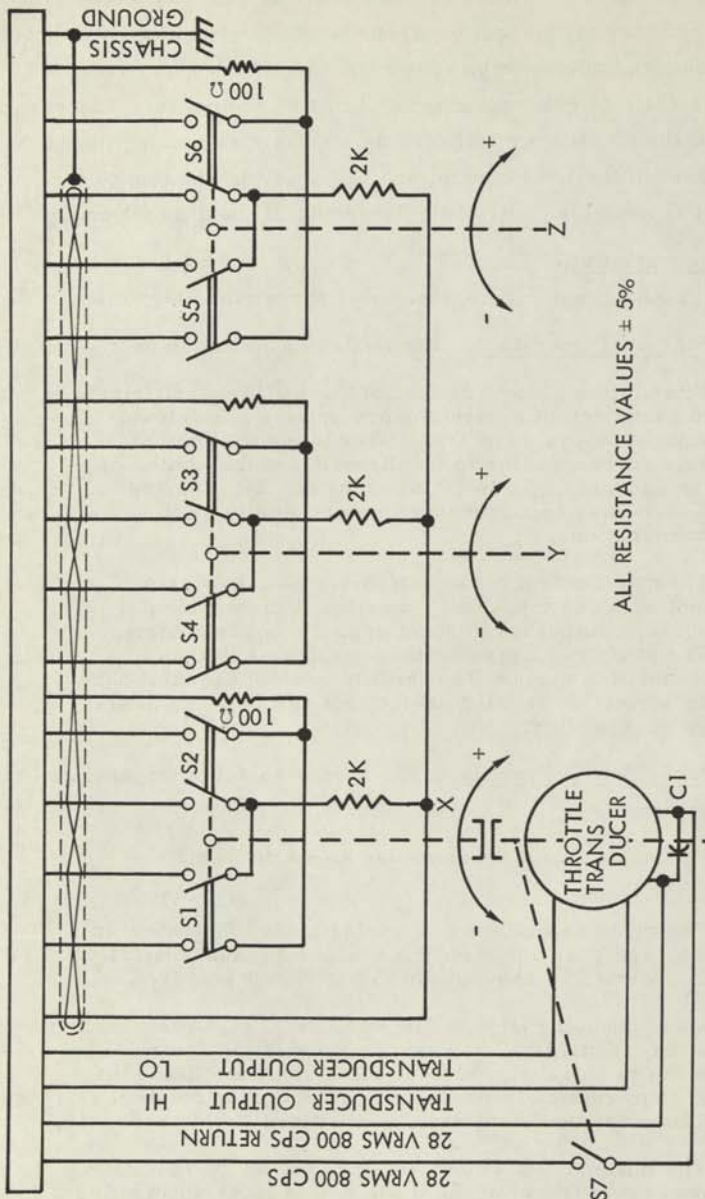 CHASSIS
GROUND
100 Ω
S6
S5
2K
+
-
Z
S3
S4
2K
+
-
Y
100 Ω
S2
S1
2K
X
+
-
THROTTLE
TRANS
DUCER
C1
K
S7
TRANSDUCER OUTPUT LO
TRANSDUCER OUTPUT HI
28 VRMS 800 CPS RETURN
28 VRMS 800 CPS
ALL RESISTANCE VALUES ± 5%